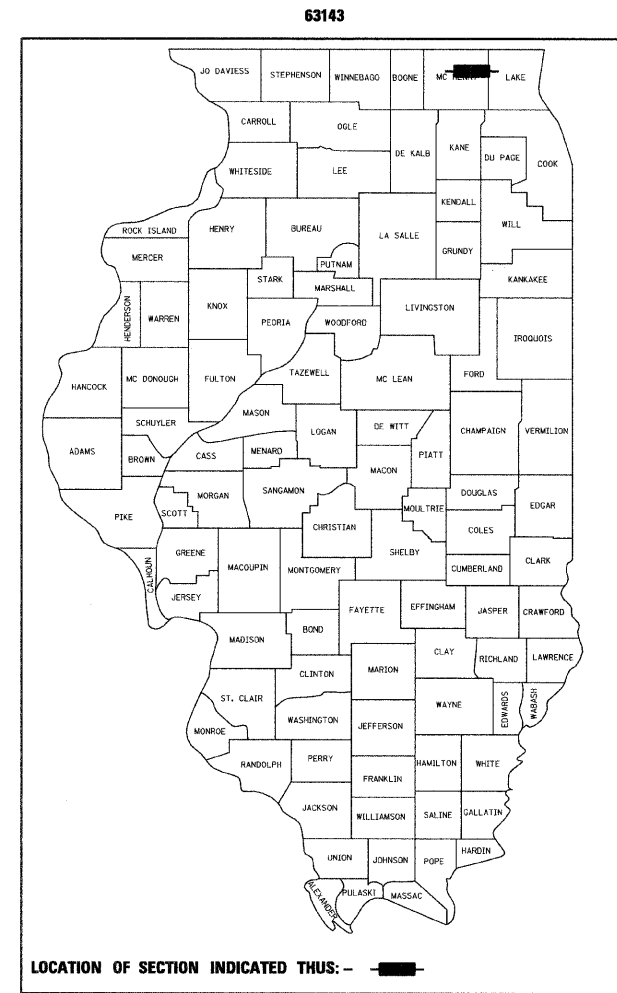 63143
JO DAVIESS STEPHENSON WINNEBAGO BOONE MC LAKE
CARROLL OGLE
DE KALB KANE DU PAGE COOK
WHITESIDE LEE
KENDALL
ROCK ISLAND HENRY BUREAU LA SALLE WILL
MERCER PUTNAM GRUNDY
STARK MARSHALL KANKAKEE
HENDERSON WARREN KNOX PEORIA WOODFORD LIVINGSTON
IROQUOIS
HANCOCK MC DONOUGH FULTON TAZEWELL MC LEAN FORD
MASON
SCHUYLER LOGAN DE WITT CHAMPAIGN VERMILION
ADAMS BROWN CASS MENARD PIATT
MACON
MORGAN SANGAMON DOUGLAS
PIKE SCOTT CHRISTIAN MOULTRIE EDGAR
COLES
GREENE SHELBY
CALHOUN MACOUPIN MONTGOMERY CUMBERLAND CLARK
JERSEY
FAYETTE EFFINGHAM JASPER CRAWFORD
MADISON BOND
CLAY RICHLAND LAWRENCE
CLINTON MARION
ST. CLAIR WAYNE EDWARDS WABASH
WASHINGTON JEFFERSON
MONROE
RANDOLPH PERRY HAMILTON WHITE
FRANKLIN
JACKSON WILLIAMSON SALINE GALLATIN
UNION JOHNSON POPE HARDIN
ALEXANDER PULASKI MASSAC
LOCATION OF SECTION INDICATED THUS: –